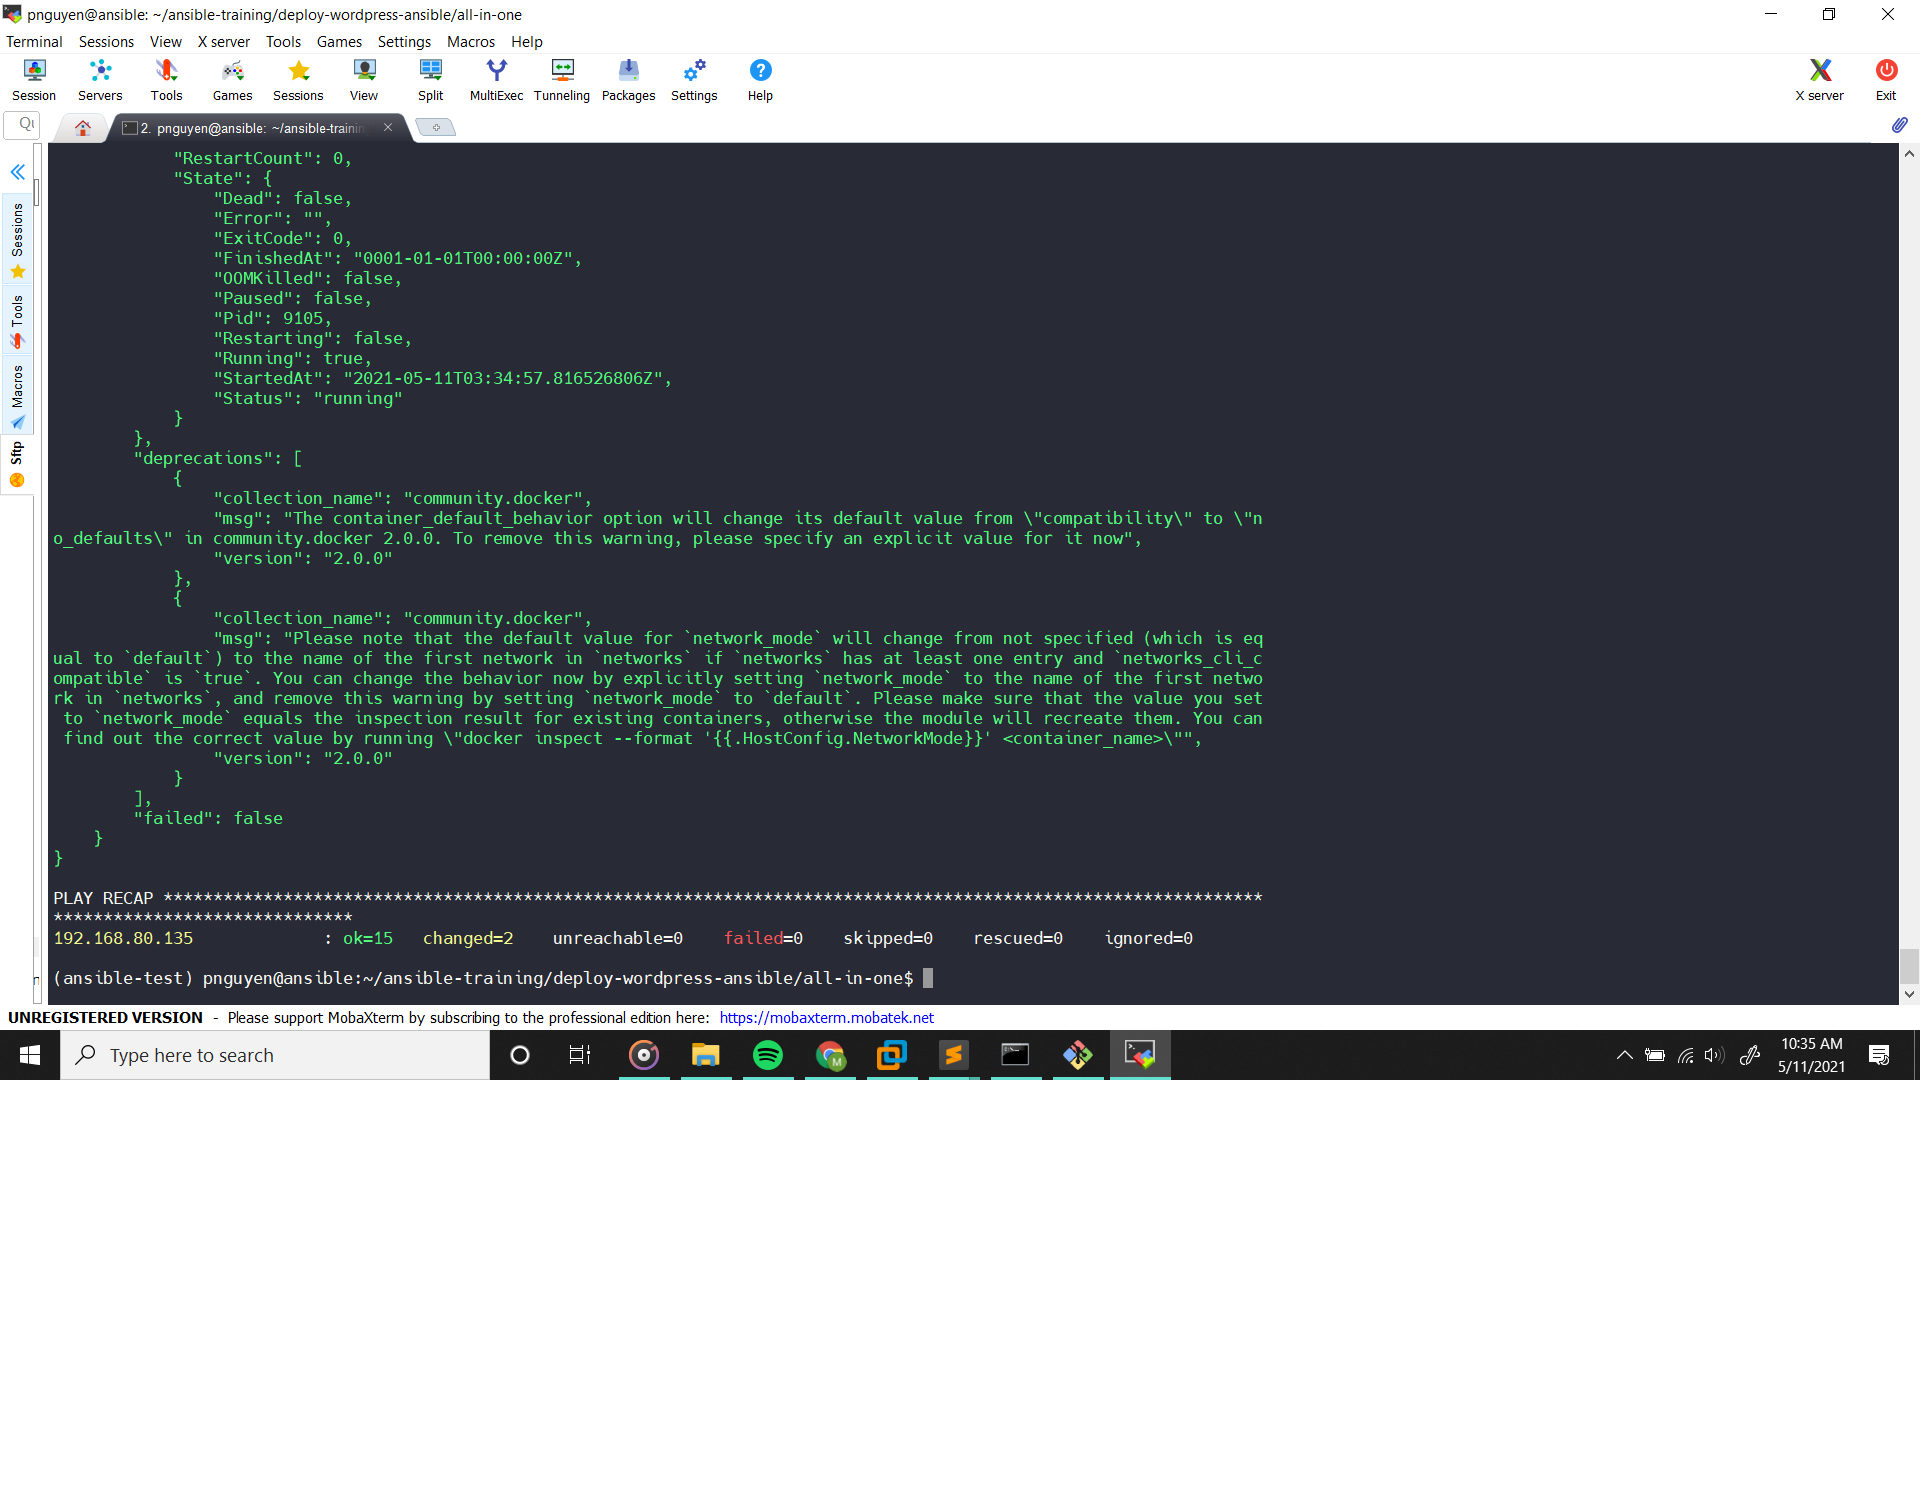 pnguyen@ansible: ~/ansible-training/deploy-wordpress-ansible/all-in-one
Terminal Sessions View X server Tools Games Settings Macros Help
Session Servers Tools Games Sessions View Split MultiExec Tunneling Packages Settings Help X server Exit
2. pnguyen@ansible: ~/ansible-trainin
            "RestartCount": 0,
            "State": {
                "Dead": false,
                "Error": "",
                "ExitCode": 0,
                "FinishedAt": "0001-01-01T00:00:00Z",
                "OOMKilled": false,
                "Paused": false,
                "Pid": 9105,
                "Restarting": false,
                "Running": true,
                "StartedAt": "2021-05-11T03:34:57.816526806Z",
                "Status": "running"
            }
        },
        "deprecations": [
            {
                "collection_name": "community.docker",
                "msg": "The container_default_behavior option will change its default value from \"compatibility\" to \"n
o_defaults\" in community.docker 2.0.0. To remove this warning, please specify an explicit value for it now",
                "version": "2.0.0"
            },
            {
                "collection_name": "community.docker",
                "msg": "Please note that the default value for `network_mode` will change from not specified (which is eq
ual to `default`) to the name of the first network in `networks` if `networks` has at least one entry and `networks_cli_c
ompatible` is `true`. You can change the behavior now by explicitly setting `network_mode` to the name of the first netwo
rk in `networks`, and remove this warning by setting `network_mode` to `default`. Please make sure that the value you set
 to `network_mode` equals the inspection result for existing containers, otherwise the module will recreate them. You can
 find out the correct value by running \"docker inspect --format '{{.HostConfig.NetworkMode}}' <container_name>\"",
                "version": "2.0.0"
            }
        ],
        "failed": false
    }
}
PLAY RECAP **************************************************************************************************************
******************************
192.168.80.135             : ok=15   changed=2    unreachable=0    failed=0    skipped=0    rescued=0    ignored=0
(ansible-test) pnguyen@ansible:~/ansible-training/deploy-wordpress-ansible/all-in-one$
Sessions
Tools
Macros
Sftp
UNREGISTERED VERSION - Please support MobaXterm by subscribing to the professional edition here: https://mobaxterm.mobatek.net
Type here to search
10:35 AM
5/11/2021